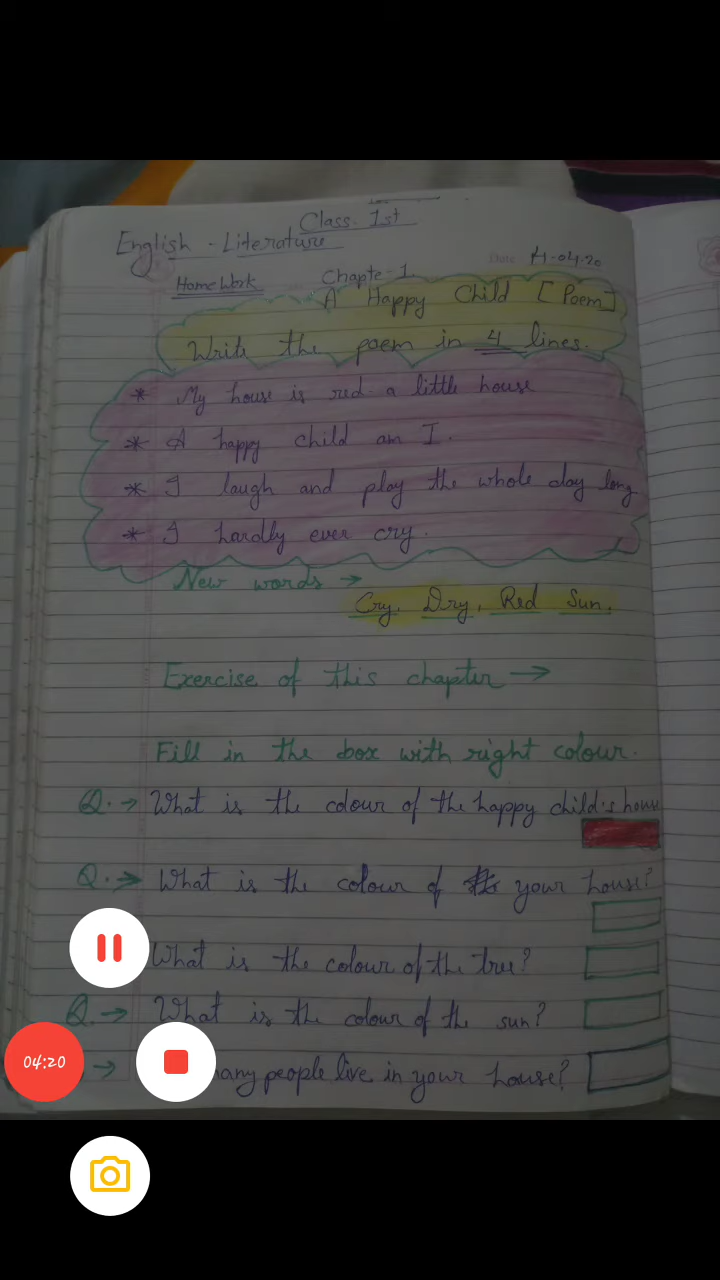 Class. 1st
English - Literature
Date 14-04-20
Home Work
Chapte-1
A Happy Child [Poem]
Write the poem in 4 lines.
* My house is red. a little house
* A happy child am I.
* I laugh and play the whole day long
* I hardly ever cry.
New words →
Cry, Dry, Red Sun,
Exercise of this chapter →
Fill in the box with right colour.
Q. → What is the colour of the happy child's house
Q. → What is the colour of your house?
What is the colour of the tree?
Q. → What is the colour of the sun?
→ many people live in your house?
04:20